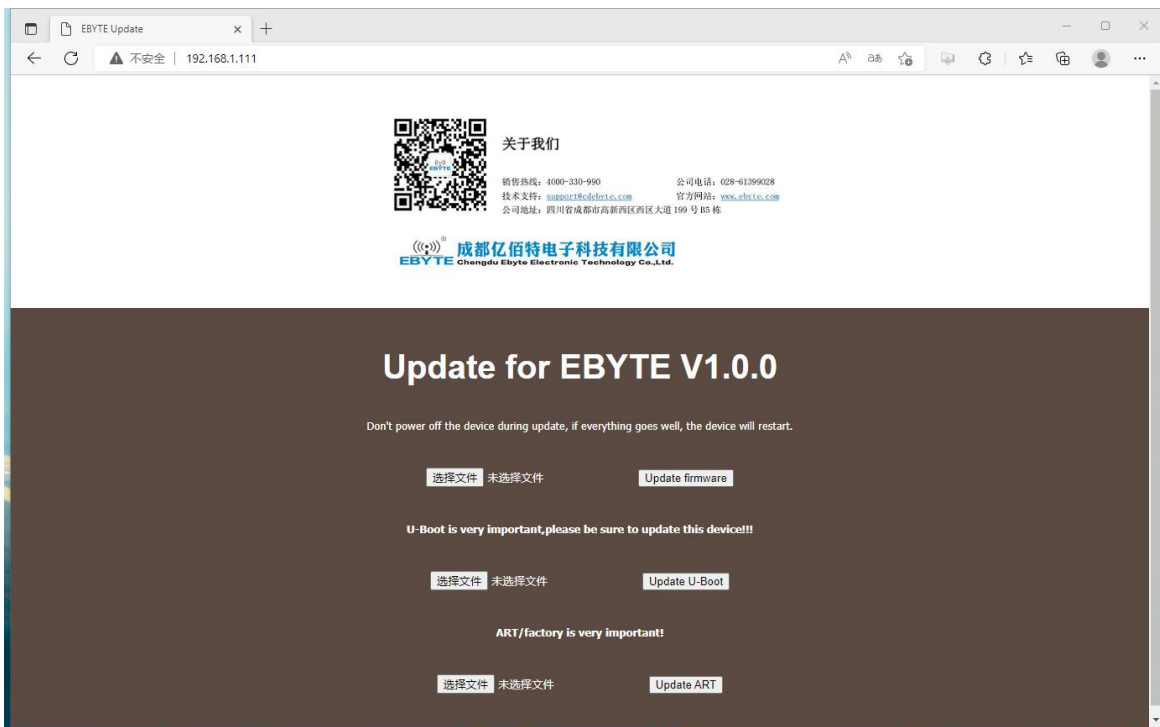 EBYTE Update
不安全 | 192.168.1.111
关于我们
销售热线：4000-330-990 公司电话：028-61399028
技术支持：support@cdebyte.com 官方网站：www.ebyte.com
公司地址：四川省成都市高新西区西区大道 199 号 B5 栋
EBYTE
EBYTE ® 成都亿佰特电子科技有限公司
Chengdu Ebyte Electronic Technology Co.,Ltd.
Update for EBYTE V1.0.0
Don't power off the device during update, if everything goes well, the device will restart.
选择文件 未选择文件 Update firmware
U-Boot is very important,please be sure to update this device!!!
选择文件 未选择文件 Update U-Boot
ART/factory is very important!
选择文件 未选择文件 Update ART